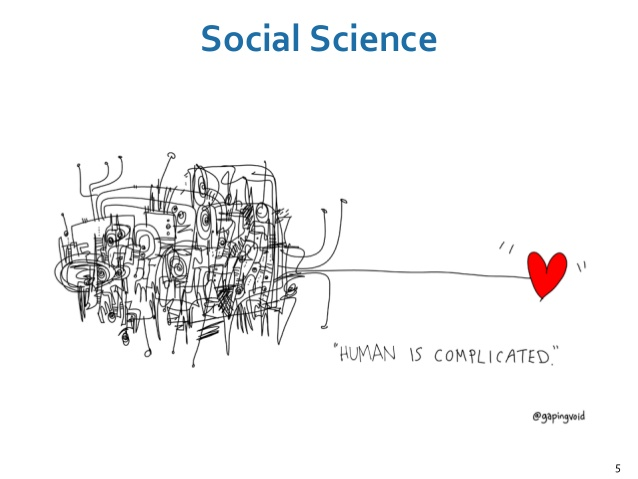 Social Science
"HUMAN IS COMPLICATED."
@gapingvoid
5